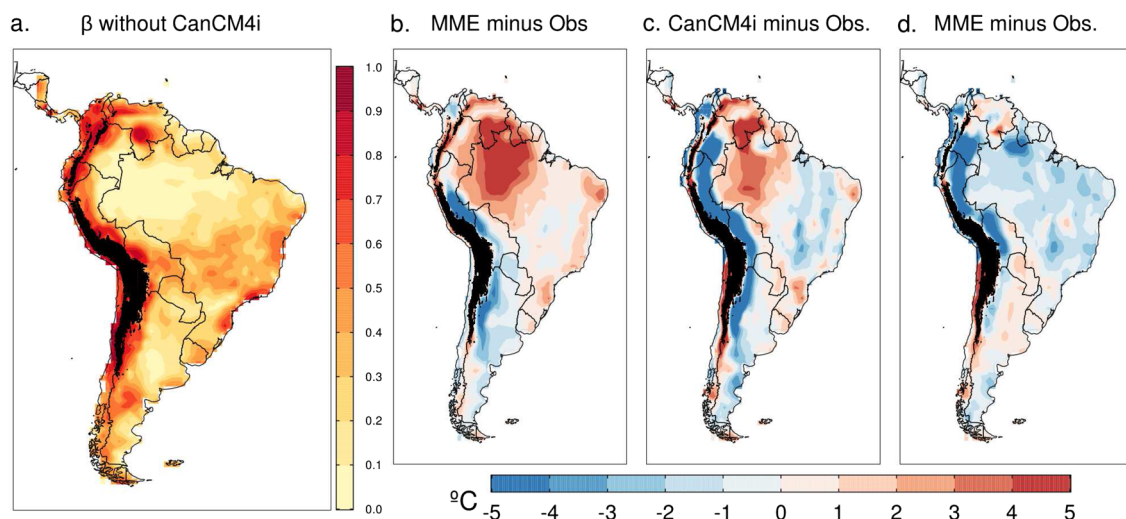 a. β without CanCM4i
b. MME minus Obs
c. CanCM4i minus Obs.
d. MME minus Obs.
1.0
0.9
0.8
0.7
0.6
0.5
0.4
0.3
0.2
0.1
0.0
ºC
-5 -4 -3 -2 -1 0 1 2 3 4 5